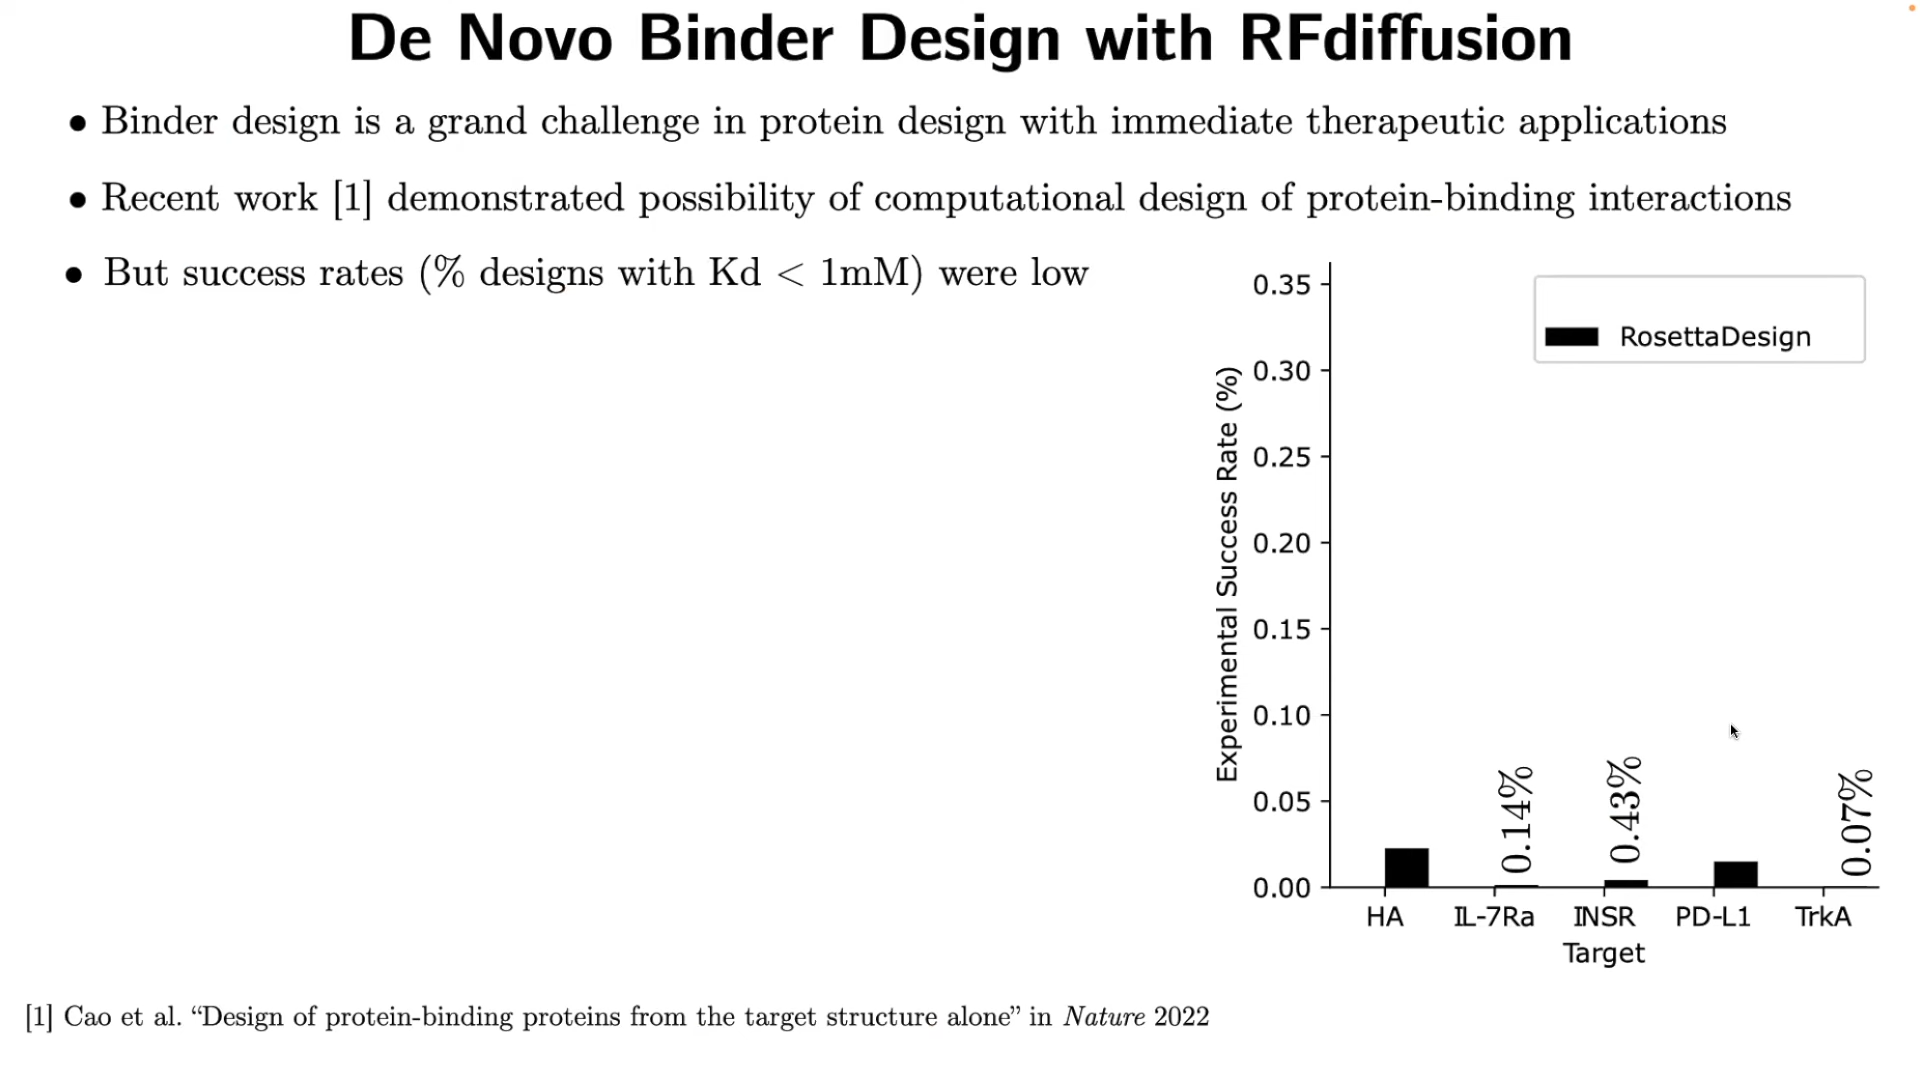 De Novo Binder Design with RFdiffusion
• Binder design is a grand challenge in protein design with immediate therapeutic applications
• Recent work [1] demonstrated possibility of computational design of protein-binding interactions
• But success rates (% designs with Kd < 1mM) were low
RosettaDesign
Experimental Success Rate (%)
0.35
0.30
0.25
0.20
0.15
0.10
0.05
0.00
0.14%
0.43%
0.07%
HA IL-7Ra INSR PD-L1 TrkA
Target
[1] Cao et al. “Design of protein-binding proteins from the target structure alone” in Nature 2022